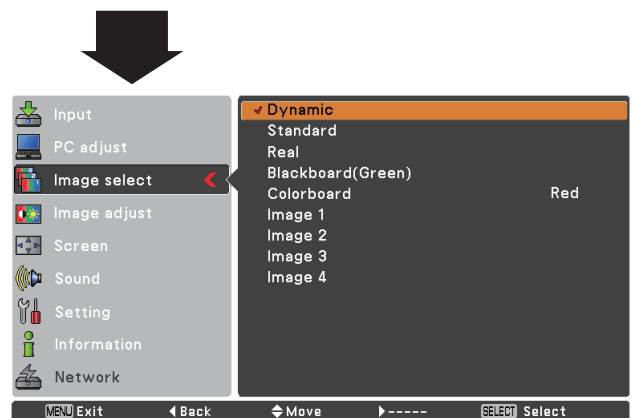 Input
PC adjust
Image select
Image adjust
Screen
Sound
Setting
Information
Network
Dynamic
Standard
Real
Blackboard(Green)
Colorboard Red
Image 1
Image 2
Image 3
Image 4
MENU Exit Back Move ----- SELECT Select